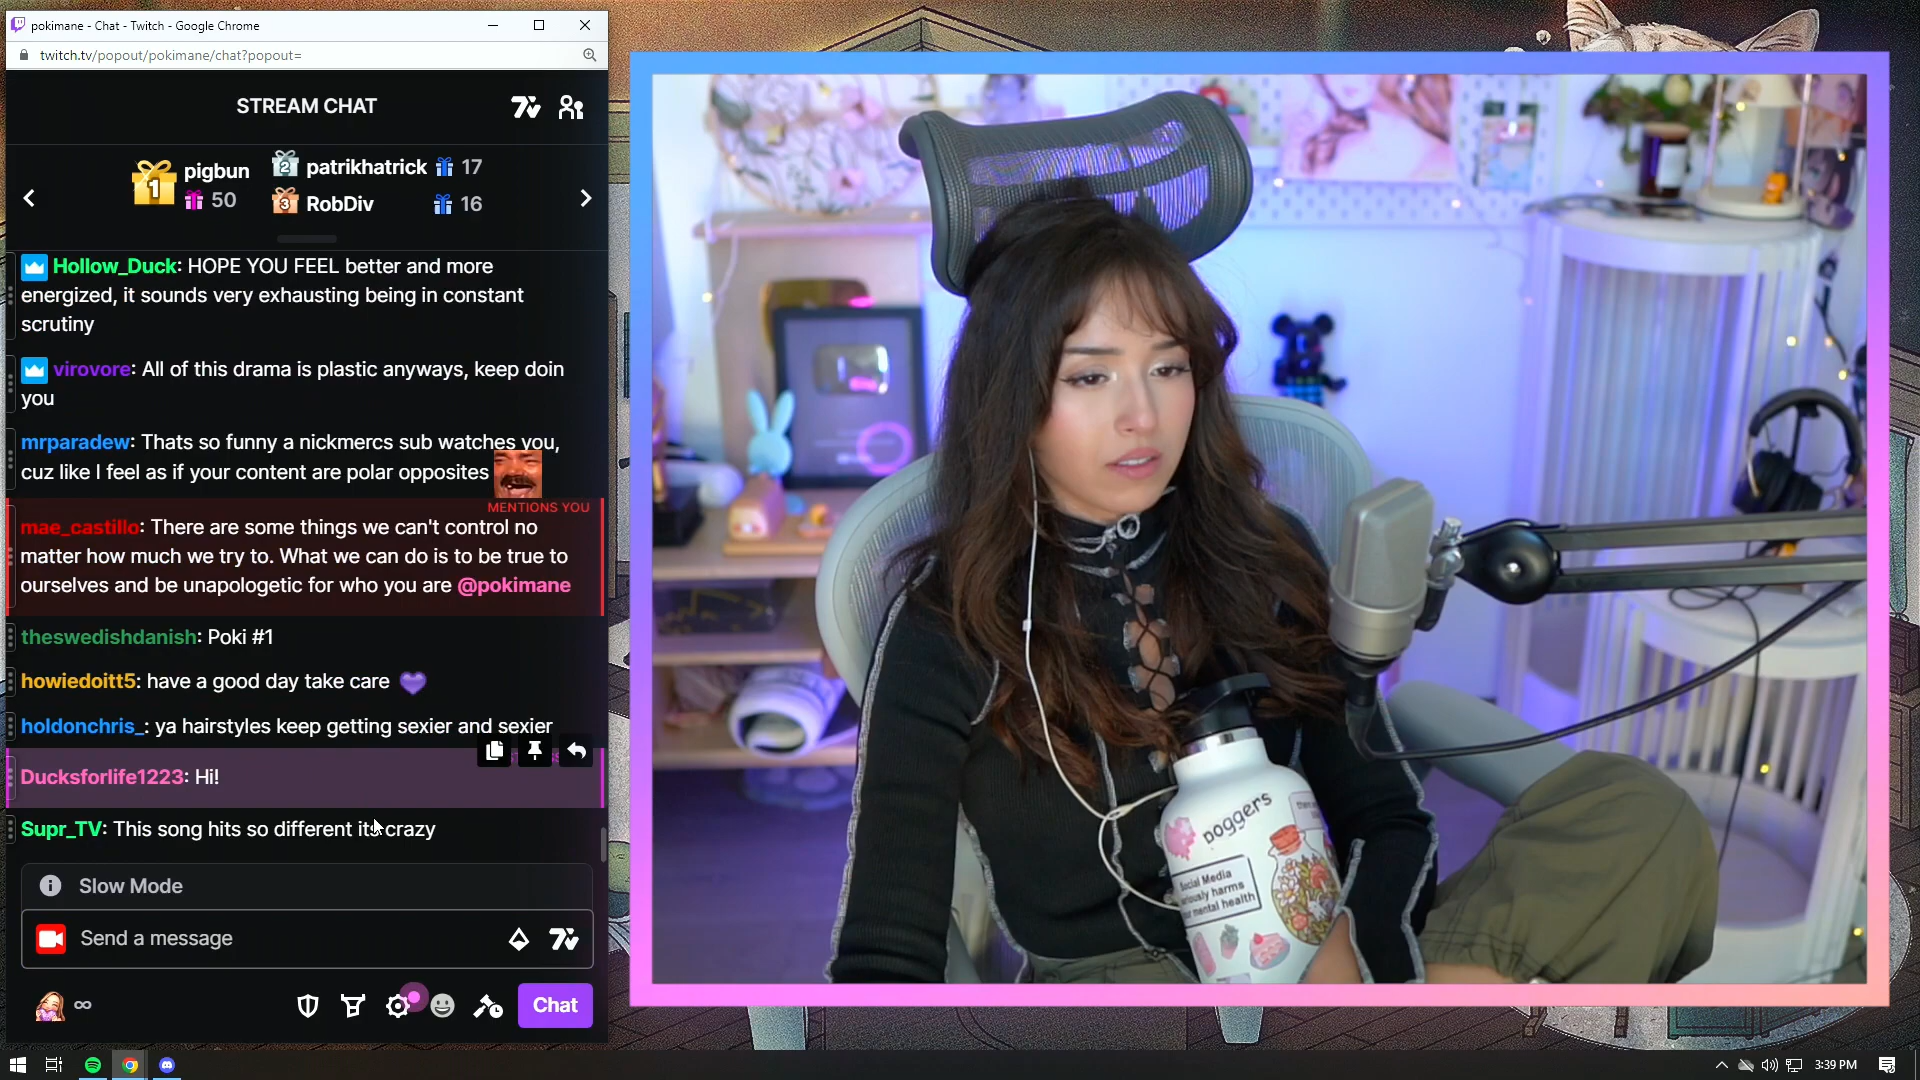 pokimane - Chat - Twitch - Google Chrome
twitch.tv/popout/pokimane/chat?popout=
STREAM CHAT
1 pigbun 50
2 patrikhatrick 17
3 RobDiv 16
Hollow_Duck: HOPE YOU FEEL better and more
energized, it sounds very exhausting being in constant
scrutiny
virovore: All of this drama is plastic anyways, keep doin
you
mrparadew: Thats so funny a nickmercs sub watches you,
cuz like I feel as if your content are polar opposites
MENTIONS YOU
mae_castillo: There are some things we can't control no
matter how much we try to. What we can do is to be true to
ourselves and be unapologetic for who you are @pokimane
theswedishdanish: Poki #1
howiedoitt5: have a good day take care
holdonchris_: ya hairstyles keep getting sexier and sexier
Ducksforlife1223: Hi!
Supr_TV: This song hits so different its crazy
Slow Mode
Send a message
Chat
poggers
Social Media
mental health
3:39 PM